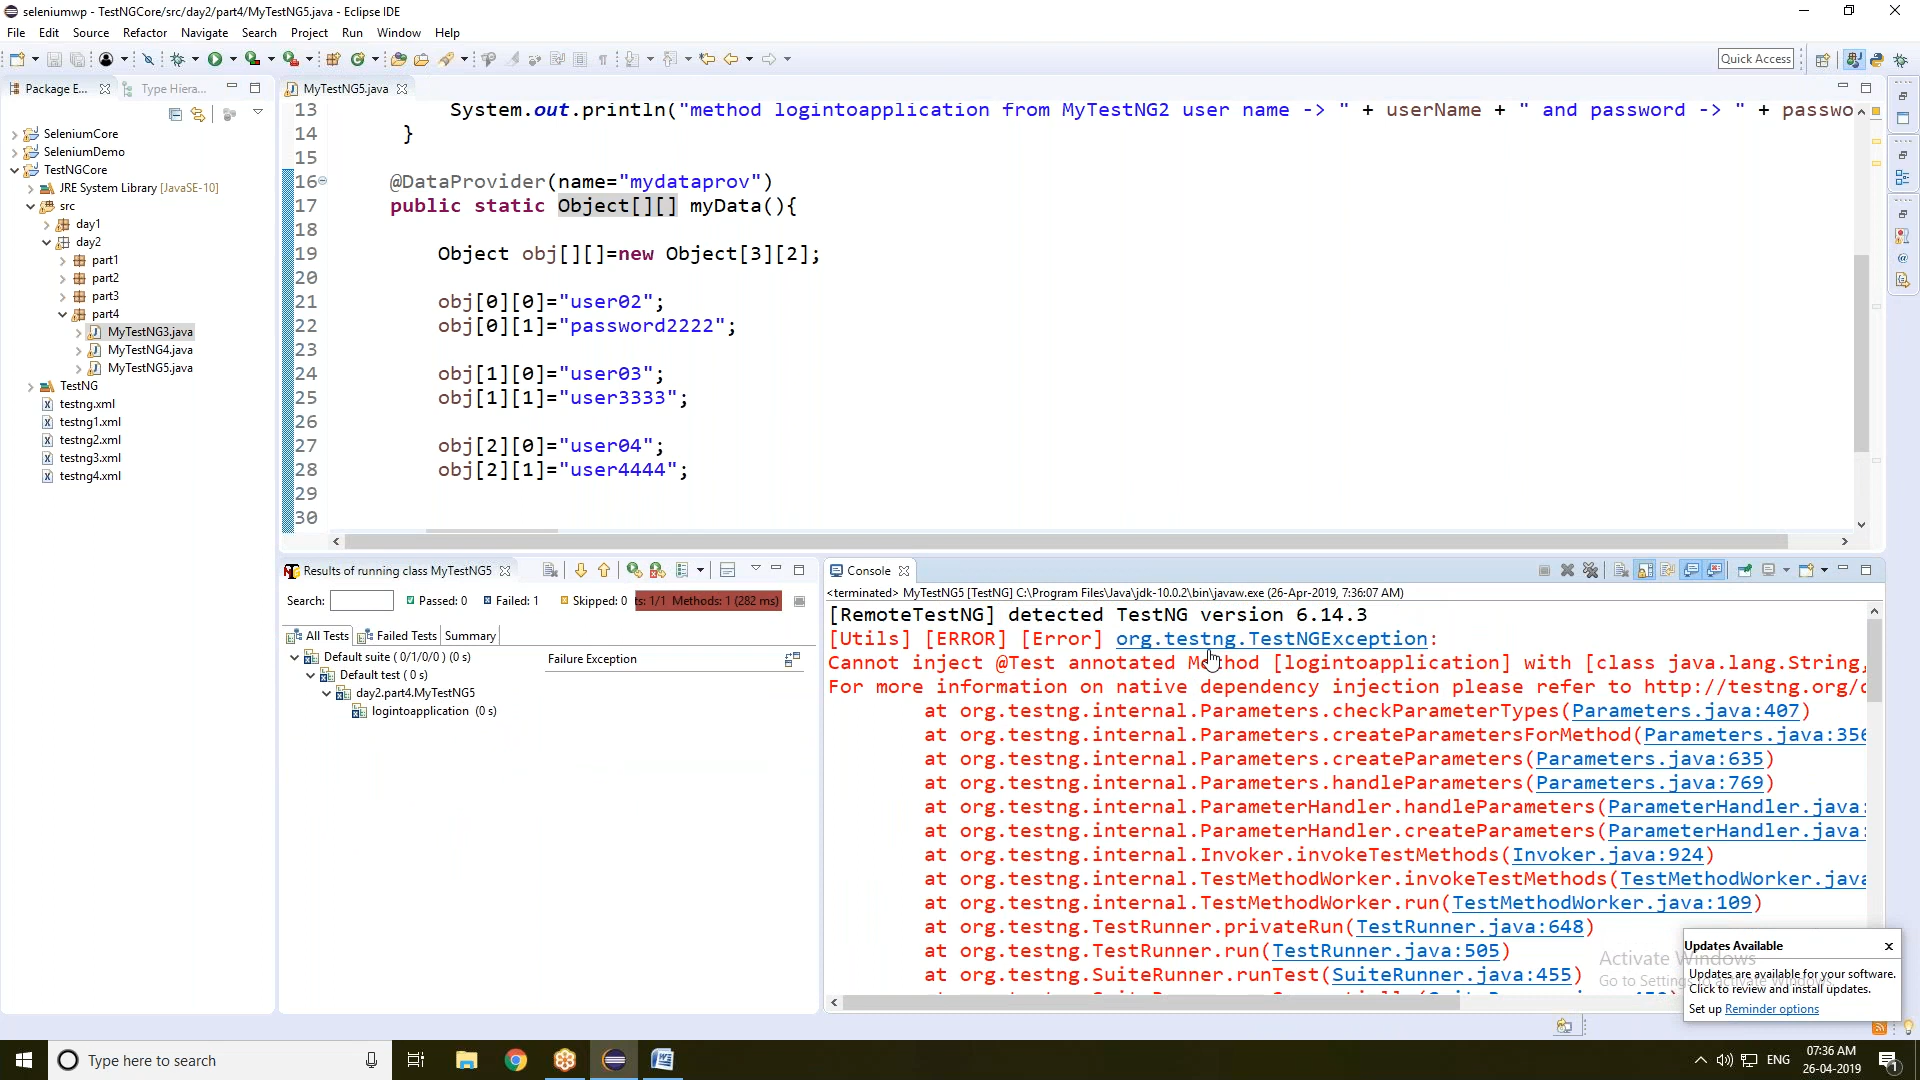 seleniumwp - TestNGCore/src/day2/part4/MyTestNG5.java - Eclipse IDE
File Edit Source Refactor Navigate Search Project Run Window Help
Quick Access
Package E... Type Hiera...
SeleniumCore
SeleniumDemo
TestNGCore
JRE System Library [JavaSE-10]
src
day1
day2
part1
part2
part3
part4
MyTestNG3.java
MyTestNG4.java
MyTestNG5.java
TestNG
testng.xml
testng1.xml
testng2.xml
testng3.xml
testng4.xml
MyTestNG5.java
13 System.out.println("method logintoapplication from MyTestNG2 user name -> " + userName + " and password -> " + passwo
14 }
15
16 @DataProvider(name="mydataprov")
17 public static Object[][] myData(){
18
19 Object obj[][]=new Object[3][2];
20
21 obj[0][0]="user02";
22 obj[0][1]="password2222";
23
24 obj[1][0]="user03";
25 obj[1][1]="user3333";
26
27 obj[2][0]="user04";
28 obj[2][1]="user4444";
29
30
Results of running class MyTestNG5
Search: Passed: 0 Failed: 1 Skipped: 0 ts: 1/1 Methods: 1 (282 ms)
All Tests Failed Tests Summary
Default suite ( 0/1/0/0 ) (0 s)
Default test ( 0 s)
day2.part4.MyTestNG5
logintoapplication (0 s)
Failure Exception
Console
<terminated> MyTestNG5 [TestNG] C:\Program Files\Java\jdk-10.0.2\bin\javaw.exe (26-Apr-2019, 7:36:07 AM)
[RemoteTestNG] detected TestNG version 6.14.3
[Utils] [ERROR] [Error] org.testng.TestNGException:
Cannot inject @Test annotated Method [logintoapplication] with [class java.lang.String,
For more information on native dependency injection please refer to http://testng.org/d
at org.testng.internal.Parameters.checkParameterTypes(Parameters.java:407)
at org.testng.internal.Parameters.createParametersForMethod(Parameters.java:356
at org.testng.internal.Parameters.createParameters(Parameters.java:635)
at org.testng.internal.Parameters.handleParameters(Parameters.java:769)
at org.testng.internal.ParameterHandler.handleParameters(ParameterHandler.java:
at org.testng.internal.ParameterHandler.createParameters(ParameterHandler.java:
at org.testng.internal.Invoker.invokeTestMethods(Invoker.java:924)
at org.testng.internal.TestMethodWorker.invokeTestMethods(TestMethodWorker.java
at org.testng.internal.TestMethodWorker.run(TestMethodWorker.java:109)
at org.testng.TestRunner.privateRun(TestRunner.java:648)
at org.testng.TestRunner.run(TestRunner.java:505)
at org.testng.SuiteRunner.runTest(SuiteRunner.java:455)
Activate Windows
Go to Settings
Updates Available
Updates are available for your software.
Click to review and install updates.
Set up Reminder options
Type here to search
ENG
07:36 AM
26-04-2019
1